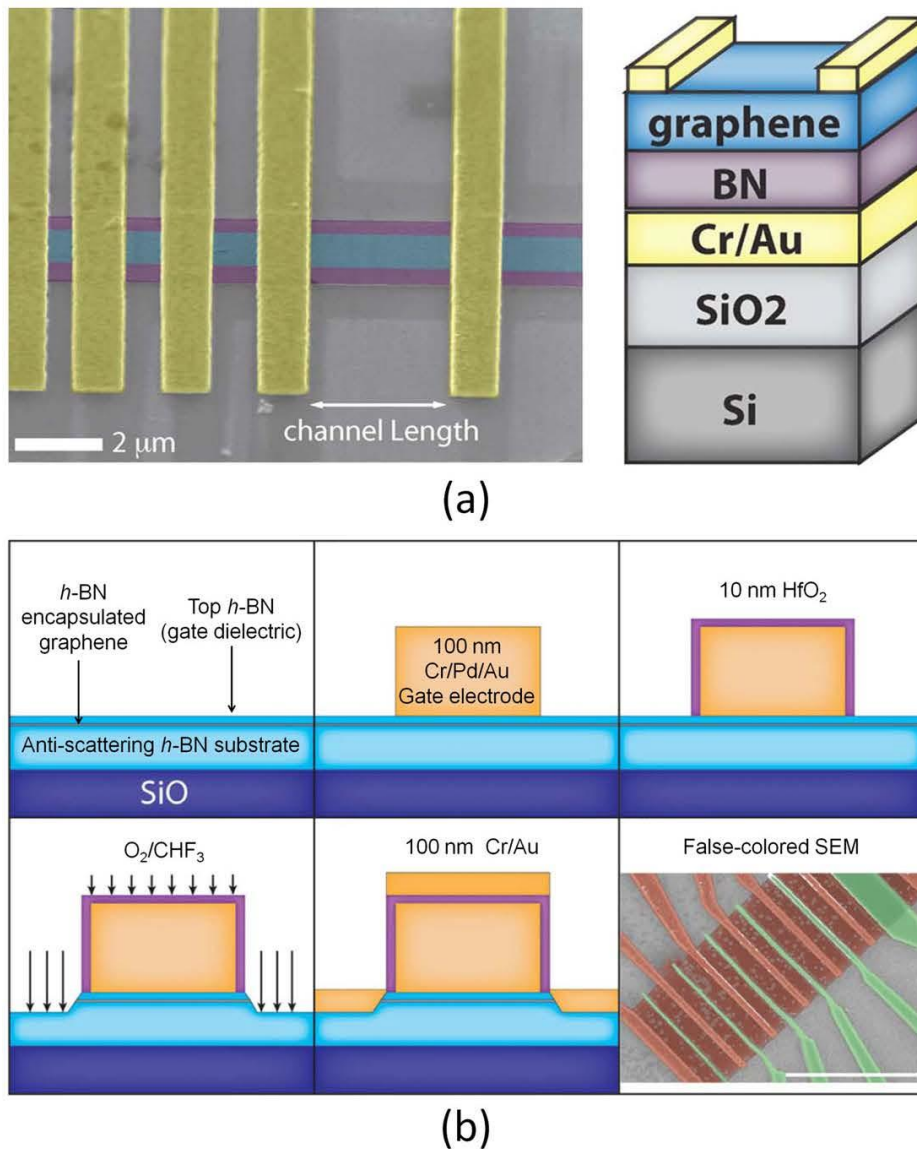 2 μm
channel Length
graphene
BN
Cr/Au
SiO2
Si
(a)
h-BN
encapsulated
graphene
Top h-BN
(gate dielectric)
Anti-scattering h-BN substrate
SiO
100 nm
Cr/Pd/Au
Gate electrode
10 nm HfO₂
O₂/CHF₃
100 nm Cr/Au
False-colored SEM
(b)